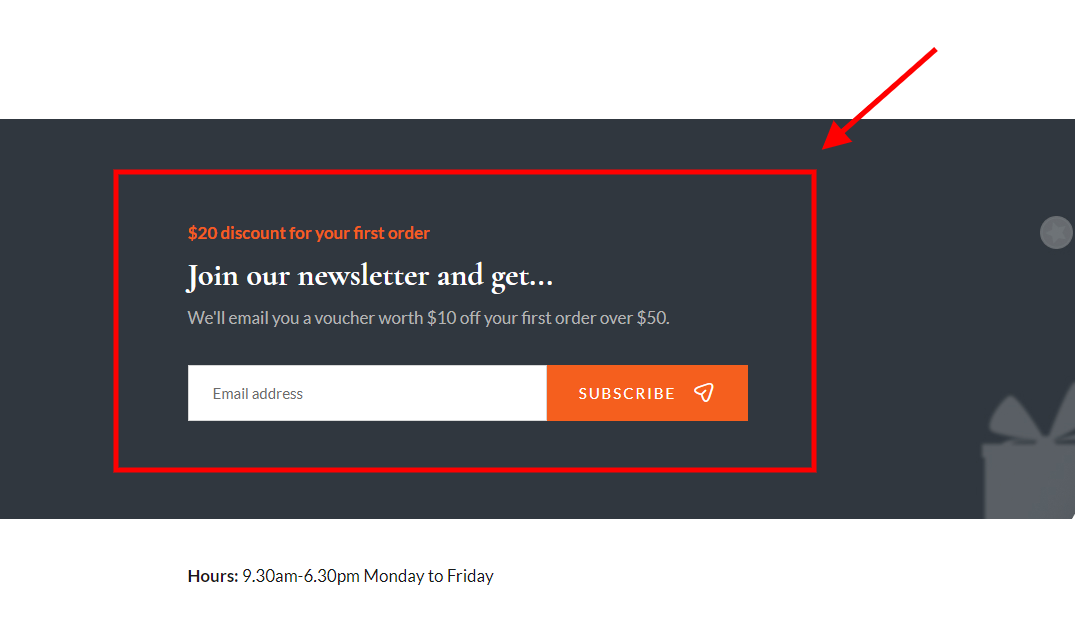 $20 discount for your first order
Join our newsletter and get...
We'll email you a voucher worth $10 off your first order over $50.
Email address
SUBSCRIBE
Hours: 9.30am-6.30pm Monday to Friday